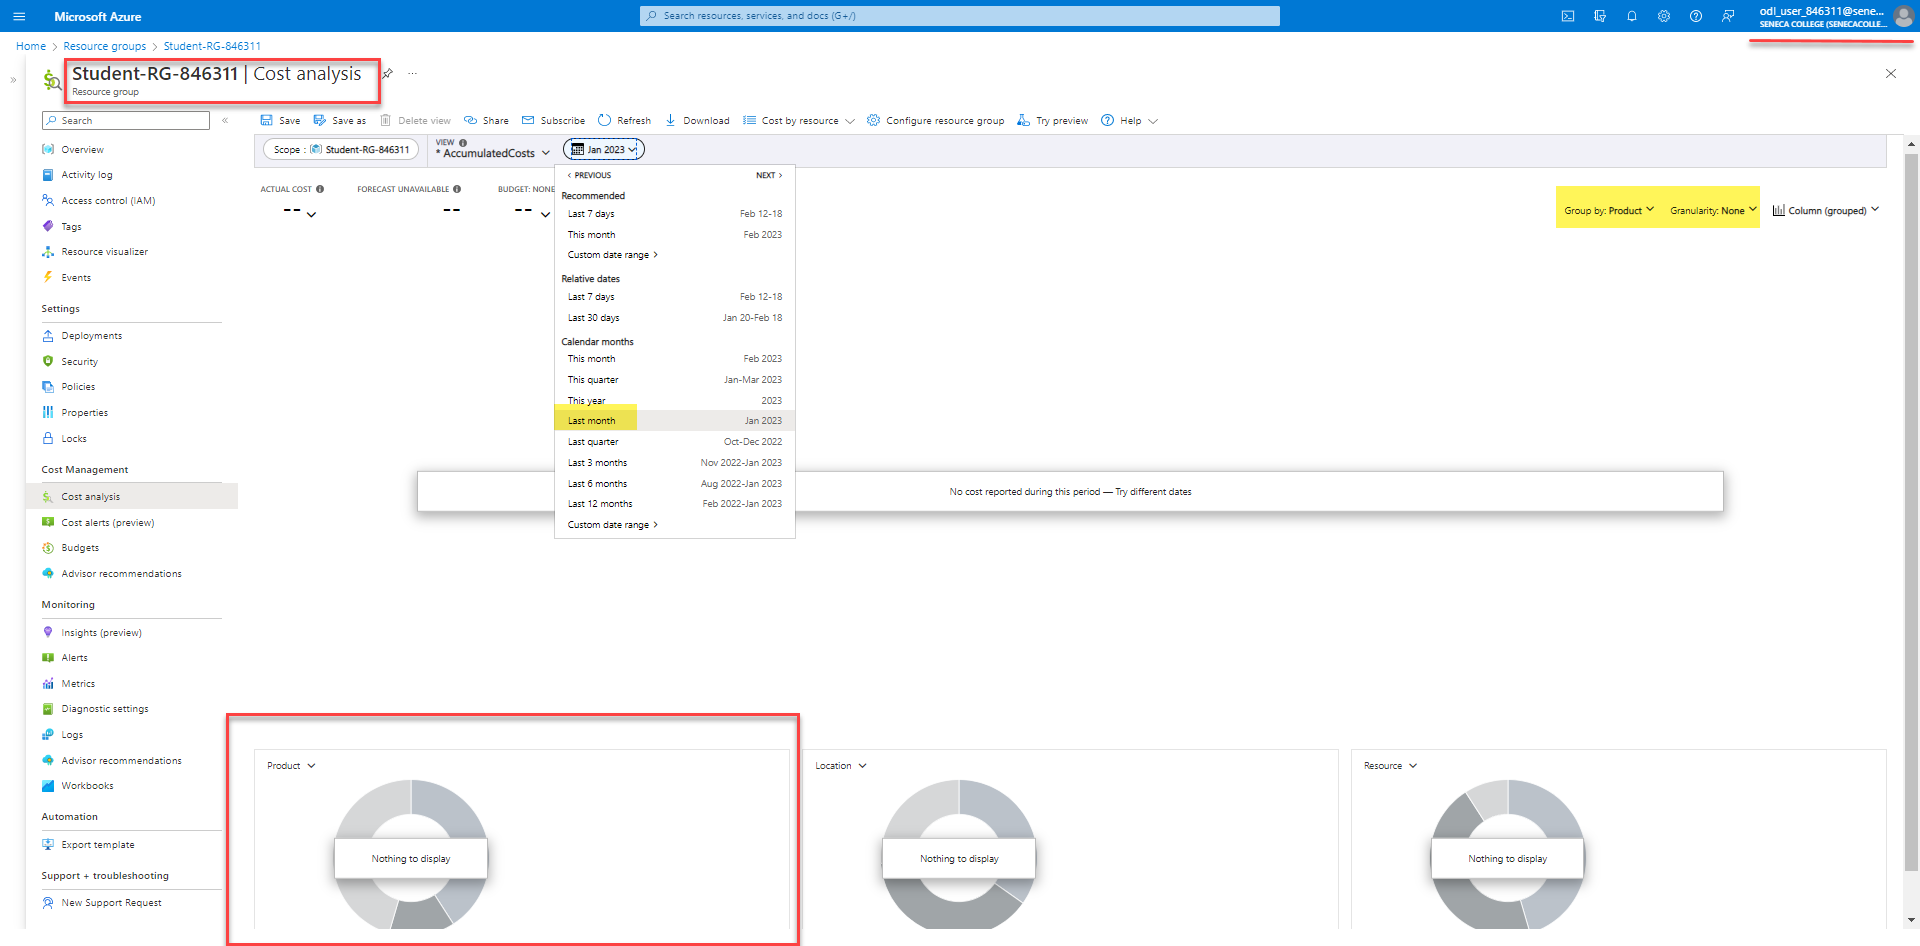 Microsoft Azure
Search resources, services, and docs (G+/)
odl_user_846311@sene...
SENECA COLLEGE (SENECACOLLE...
Home > Resource groups > Student-RG-846311
Student-RG-846311 | Cost analysis
Resource group
Search
Save
Save as
Delete view
Share
Subscribe
Refresh
Download
Cost by resource
Configure resource group
Try preview
Help
Scope : Student-RG-846311
VIEW
* AccumulatedCosts
Jan 2023
ACTUAL COST
--
FORECAST UNAVAILABLE
--
BUDGET: NONE
--
Group by: Product
Granularity: None
Column (grouped)
< PREVIOUS NEXT >
Recommended
Last 7 days Feb 12-18
This month Feb 2023
Custom date range >
Relative dates
Last 7 days Feb 12-18
Last 30 days Jan 20-Feb 18
Calendar months
This month Feb 2023
This quarter Jan-Mar 2023
This year 2023
Last month Jan 2023
Last quarter Oct-Dec 2022
Last 3 months Nov 2022-Jan 2023
Last 6 months Aug 2022-Jan 2023
Last 12 months Feb 2022-Jan 2023
Custom date range >
No cost reported during this period — Try different dates
Overview
Activity log
Access control (IAM)
Tags
Resource visualizer
Events
Settings
Deployments
Security
Policies
Properties
Locks
Cost Management
Cost analysis
Cost alerts (preview)
Budgets
Advisor recommendations
Monitoring
Insights (preview)
Alerts
Metrics
Diagnostic settings
Logs
Advisor recommendations
Workbooks
Automation
Export template
Support + troubleshooting
New Support Request
Product
Nothing to display
Location
Nothing to display
Resource
Nothing to display